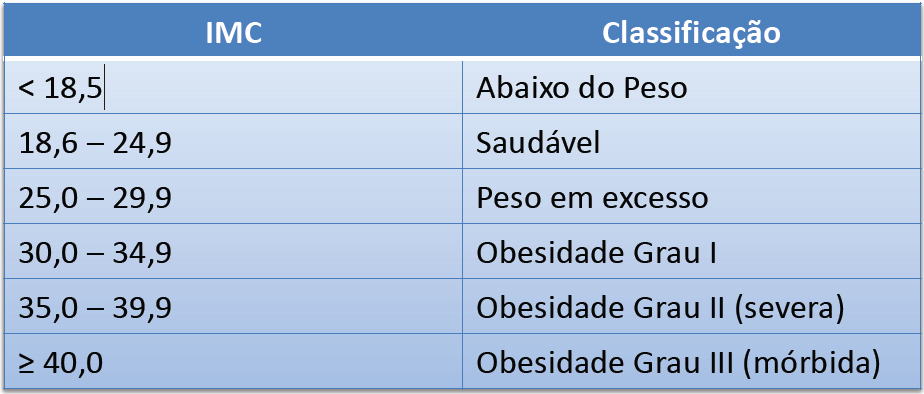 IMC Classificação
< 18,5 Abaixo do Peso
18,6 – 24,9 Saudável
25,0 – 29,9 Peso em excesso
30,0 – 34,9 Obesidade Grau I
35,0 – 39,9 Obesidade Grau II (severa)
≥ 40,0 Obesidade Grau III (mórbida)